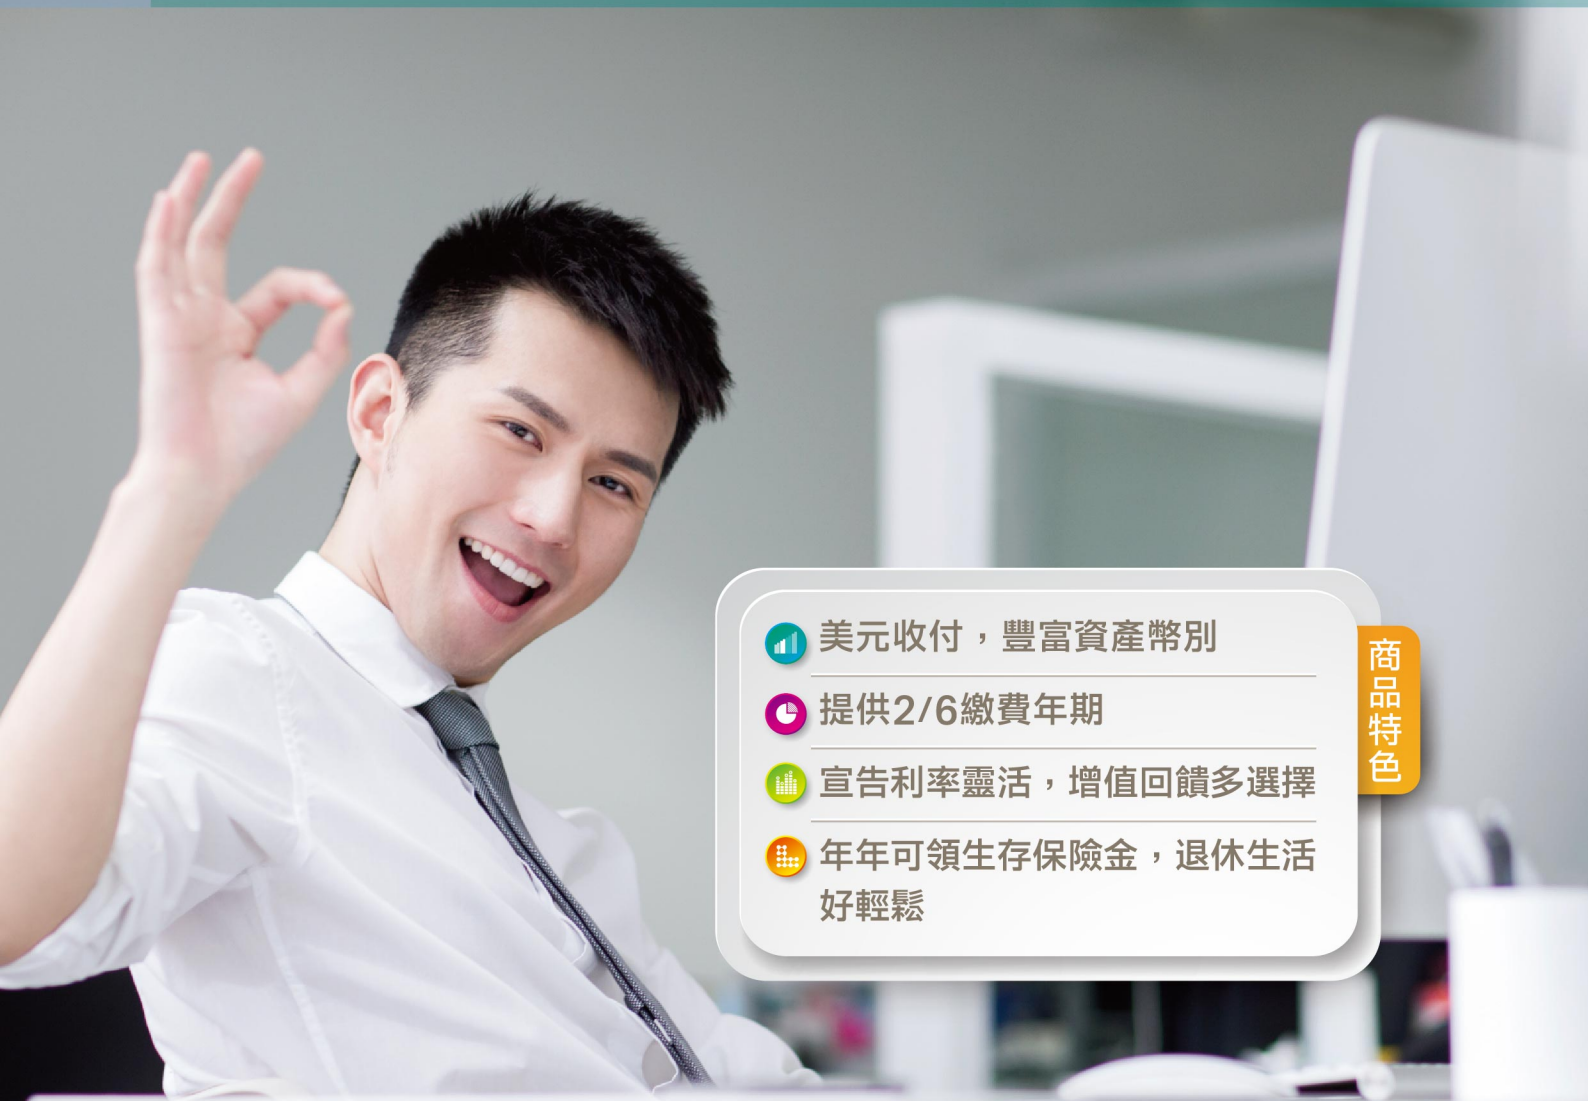 美元收付，豐富資產幣別
提供2/6繳費年期
宣告利率靈活，增值回饋多選擇
年年可領生存保險金，退休生活
好輕鬆
商品特色